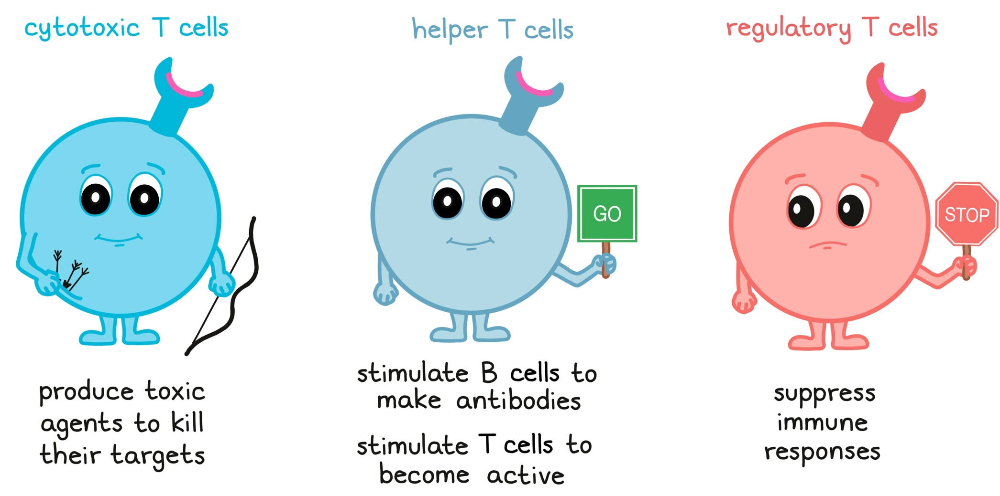 cytotoxic T cells
produce toxic
agents to kill
their targets
helper T cells
GO
stimulate B cells to
make antibodies
stimulate T cells to
become active
regulatory T cells
STOP
suppress
immune
responses